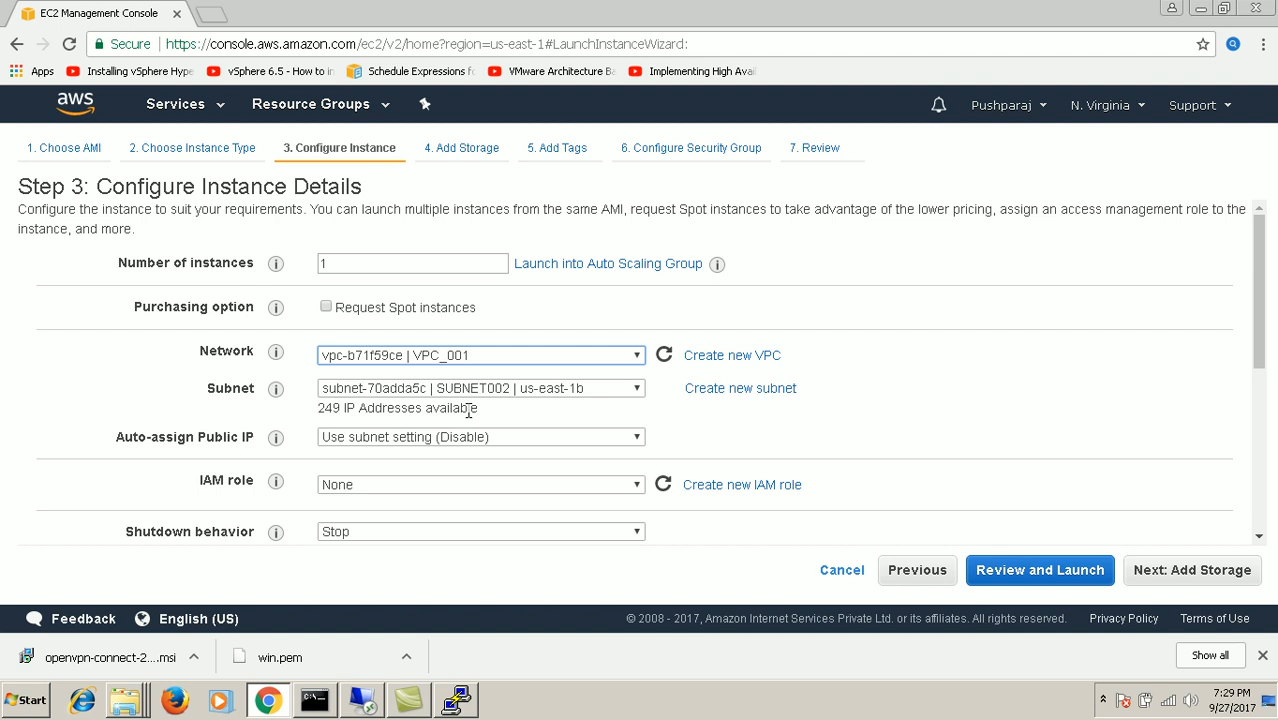 EC2 Management Console
Secure
https://console.aws.amazon.com/ec2/v2/home?region=us-east-1#LaunchInstanceWizard:
Apps
Installing vSphere Hype
vSphere 6.5 - How to in
Schedule Expressions f
VMware Architecture Ba
Implementing High Avai
aws
Services
Resource Groups
Pushparaj
N. Virginia
Support
1. Choose AMI
2. Choose Instance Type
3. Configure Instance
4. Add Storage
5. Add Tags
6. Configure Security Group
7. Review
Step 3: Configure Instance Details
Configure the instance to suit your requirements. You can launch multiple instances from the same AMI, request Spot instances to take advantage of the lower pricing, assign an access management role to the
instance, and more.
Number of instances
1
Launch into Auto Scaling Group
Purchasing option
Request Spot instances
Network
vpc-b71f59ce | VPC_001
Create new VPC
Subnet
subnet-70adda5c | SUBNET002 | us-east-1b
Create new subnet
249 IP Addresses available
Auto-assign Public IP
Use subnet setting (Disable)
IAM role
None
Create new IAM role
Shutdown behavior
Stop
Cancel
Previous
Review and Launch
Next: Add Storage
Feedback
English (US)
© 2008 - 2017, Amazon Internet Services Private Ltd. or its affiliates. All rights reserved.
Privacy Policy
Terms of Use
openvpn-connect-2....msi
win.pem
Show all
Start
7:29 PM
9/27/2017